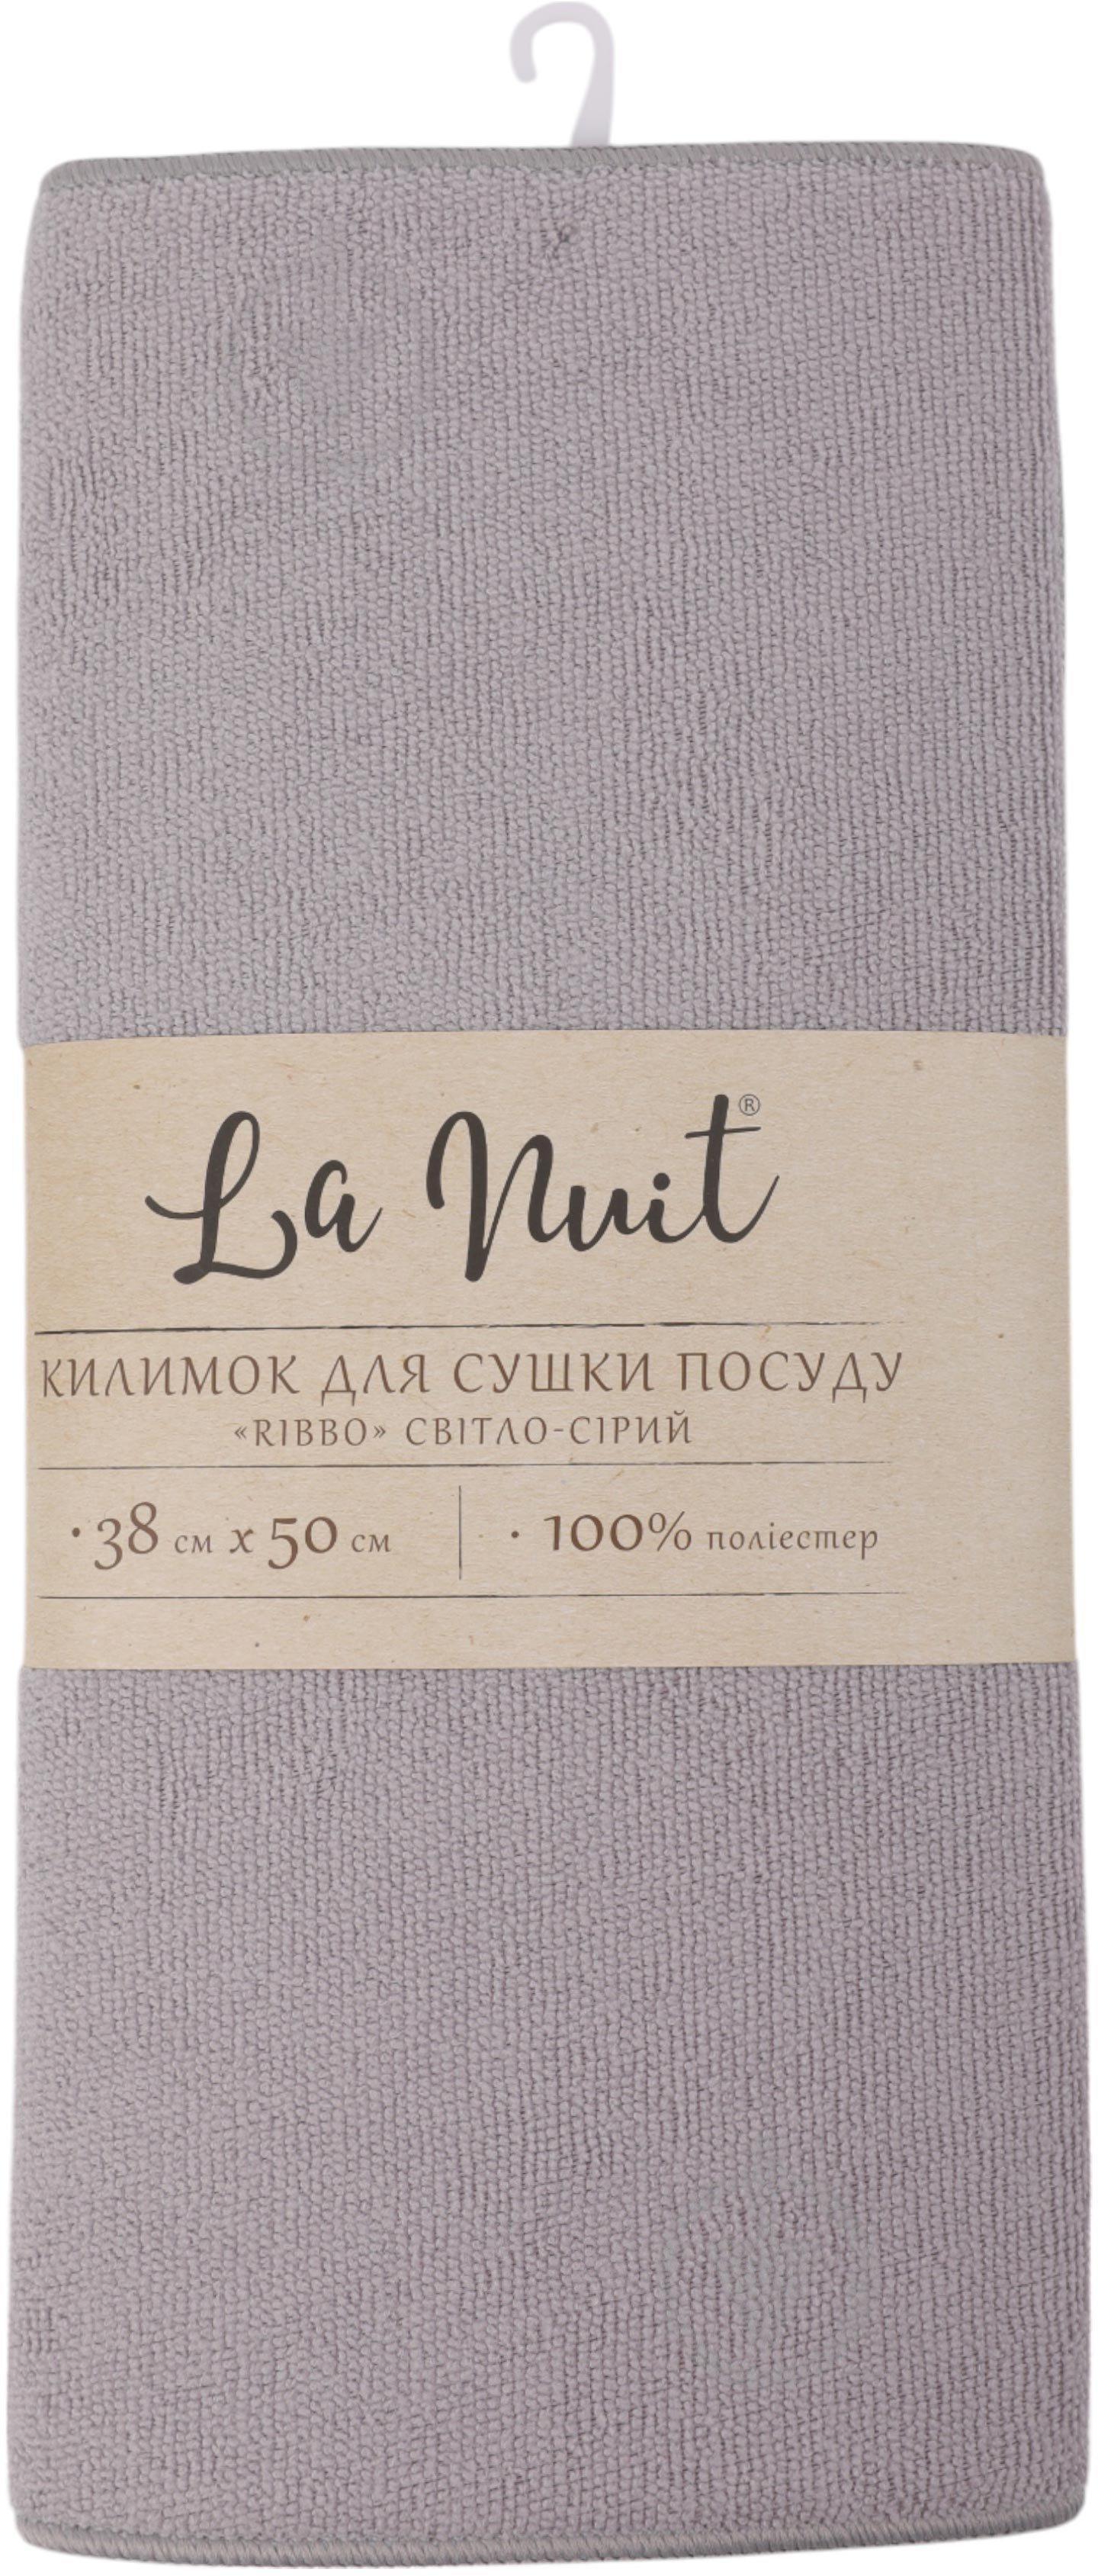 La Nuit®
КИЛИМОК ДЛЯ СУШКИ ПОСУДУ
«RIBBO» СВІТЛО-СІРИЙ
· 38 см x 50 см · 100% поліестер